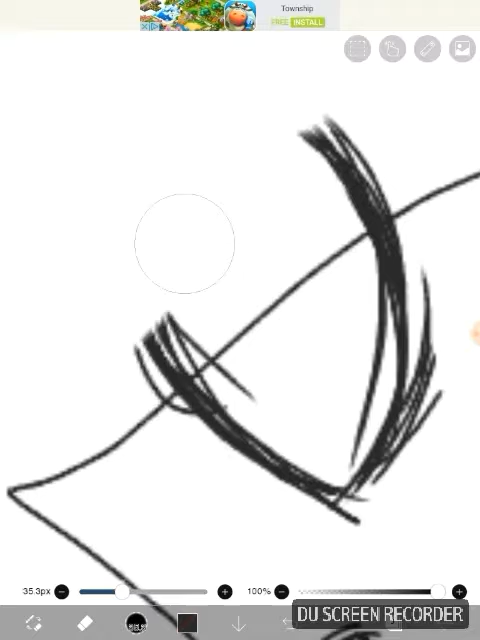 Township
FREE INSTALL
35.3px
100%
DU SCREEN RECORDER